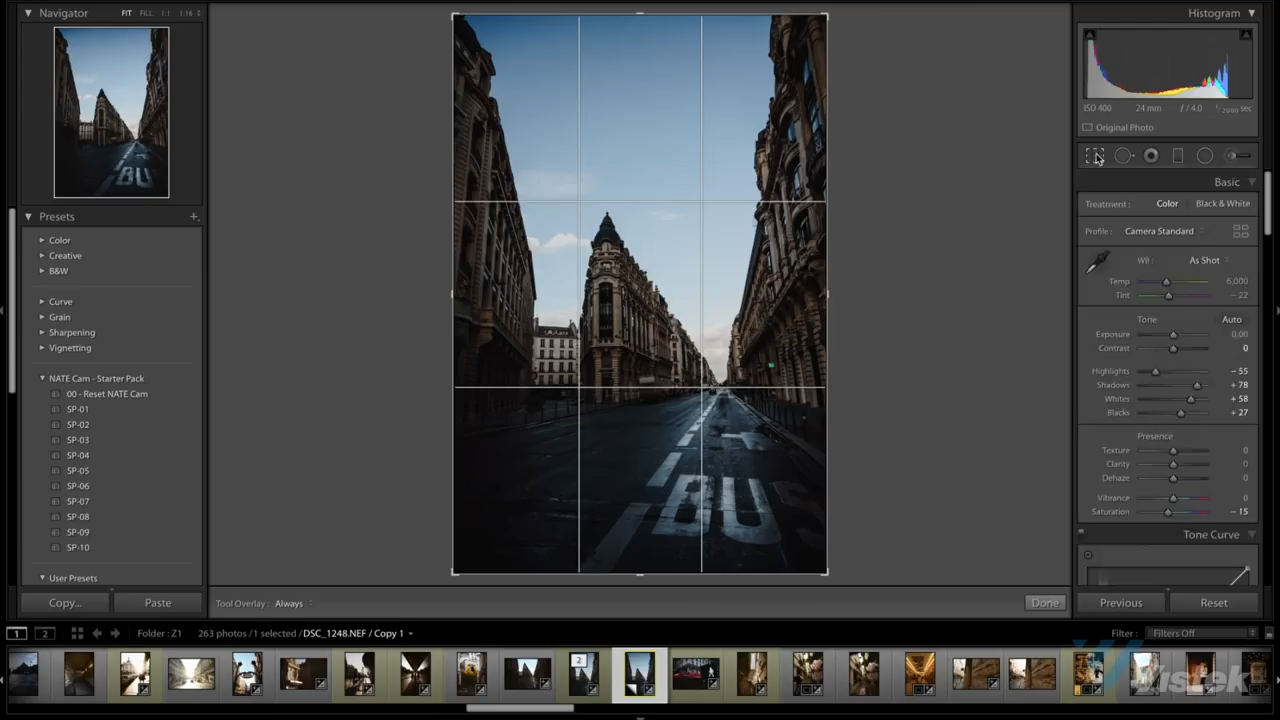 Navigator FIT FILL 1:1 1:16
Histogram
ISO 400 24 mm f / 4.0 1/2000 sec
Original Photo
Presets
Color
Creative
B&W
Curve
Grain
Sharpening
Vignetting
NATE Cam - Starter Pack
00 - Reset NATE Cam
SP-01
SP-02
SP-03
SP-04
SP-05
SP-06
SP-07
SP-08
SP-09
SP-10
User Presets
Copy... Paste
BUS
Basic
Treatment : Color Black & White
Profile : Camera Standard
WB : As Shot
Temp 6,000
Tint - 22
Tone Auto
Exposure 0.00
Contrast 0
Highlights - 55
Shadows + 78
Whites + 58
Blacks + 27
Presence
Texture 0
Clarity 0
Dehaze 0
Vibrance 0
Saturation - 15
Tone Curve
Tool Overlay : Always Done
Previous Reset
1 2 Folder : Z1 263 photos / 1 selected / DSC_1248.NEF / Copy 1 Filter : Filters Off
2
Vistek